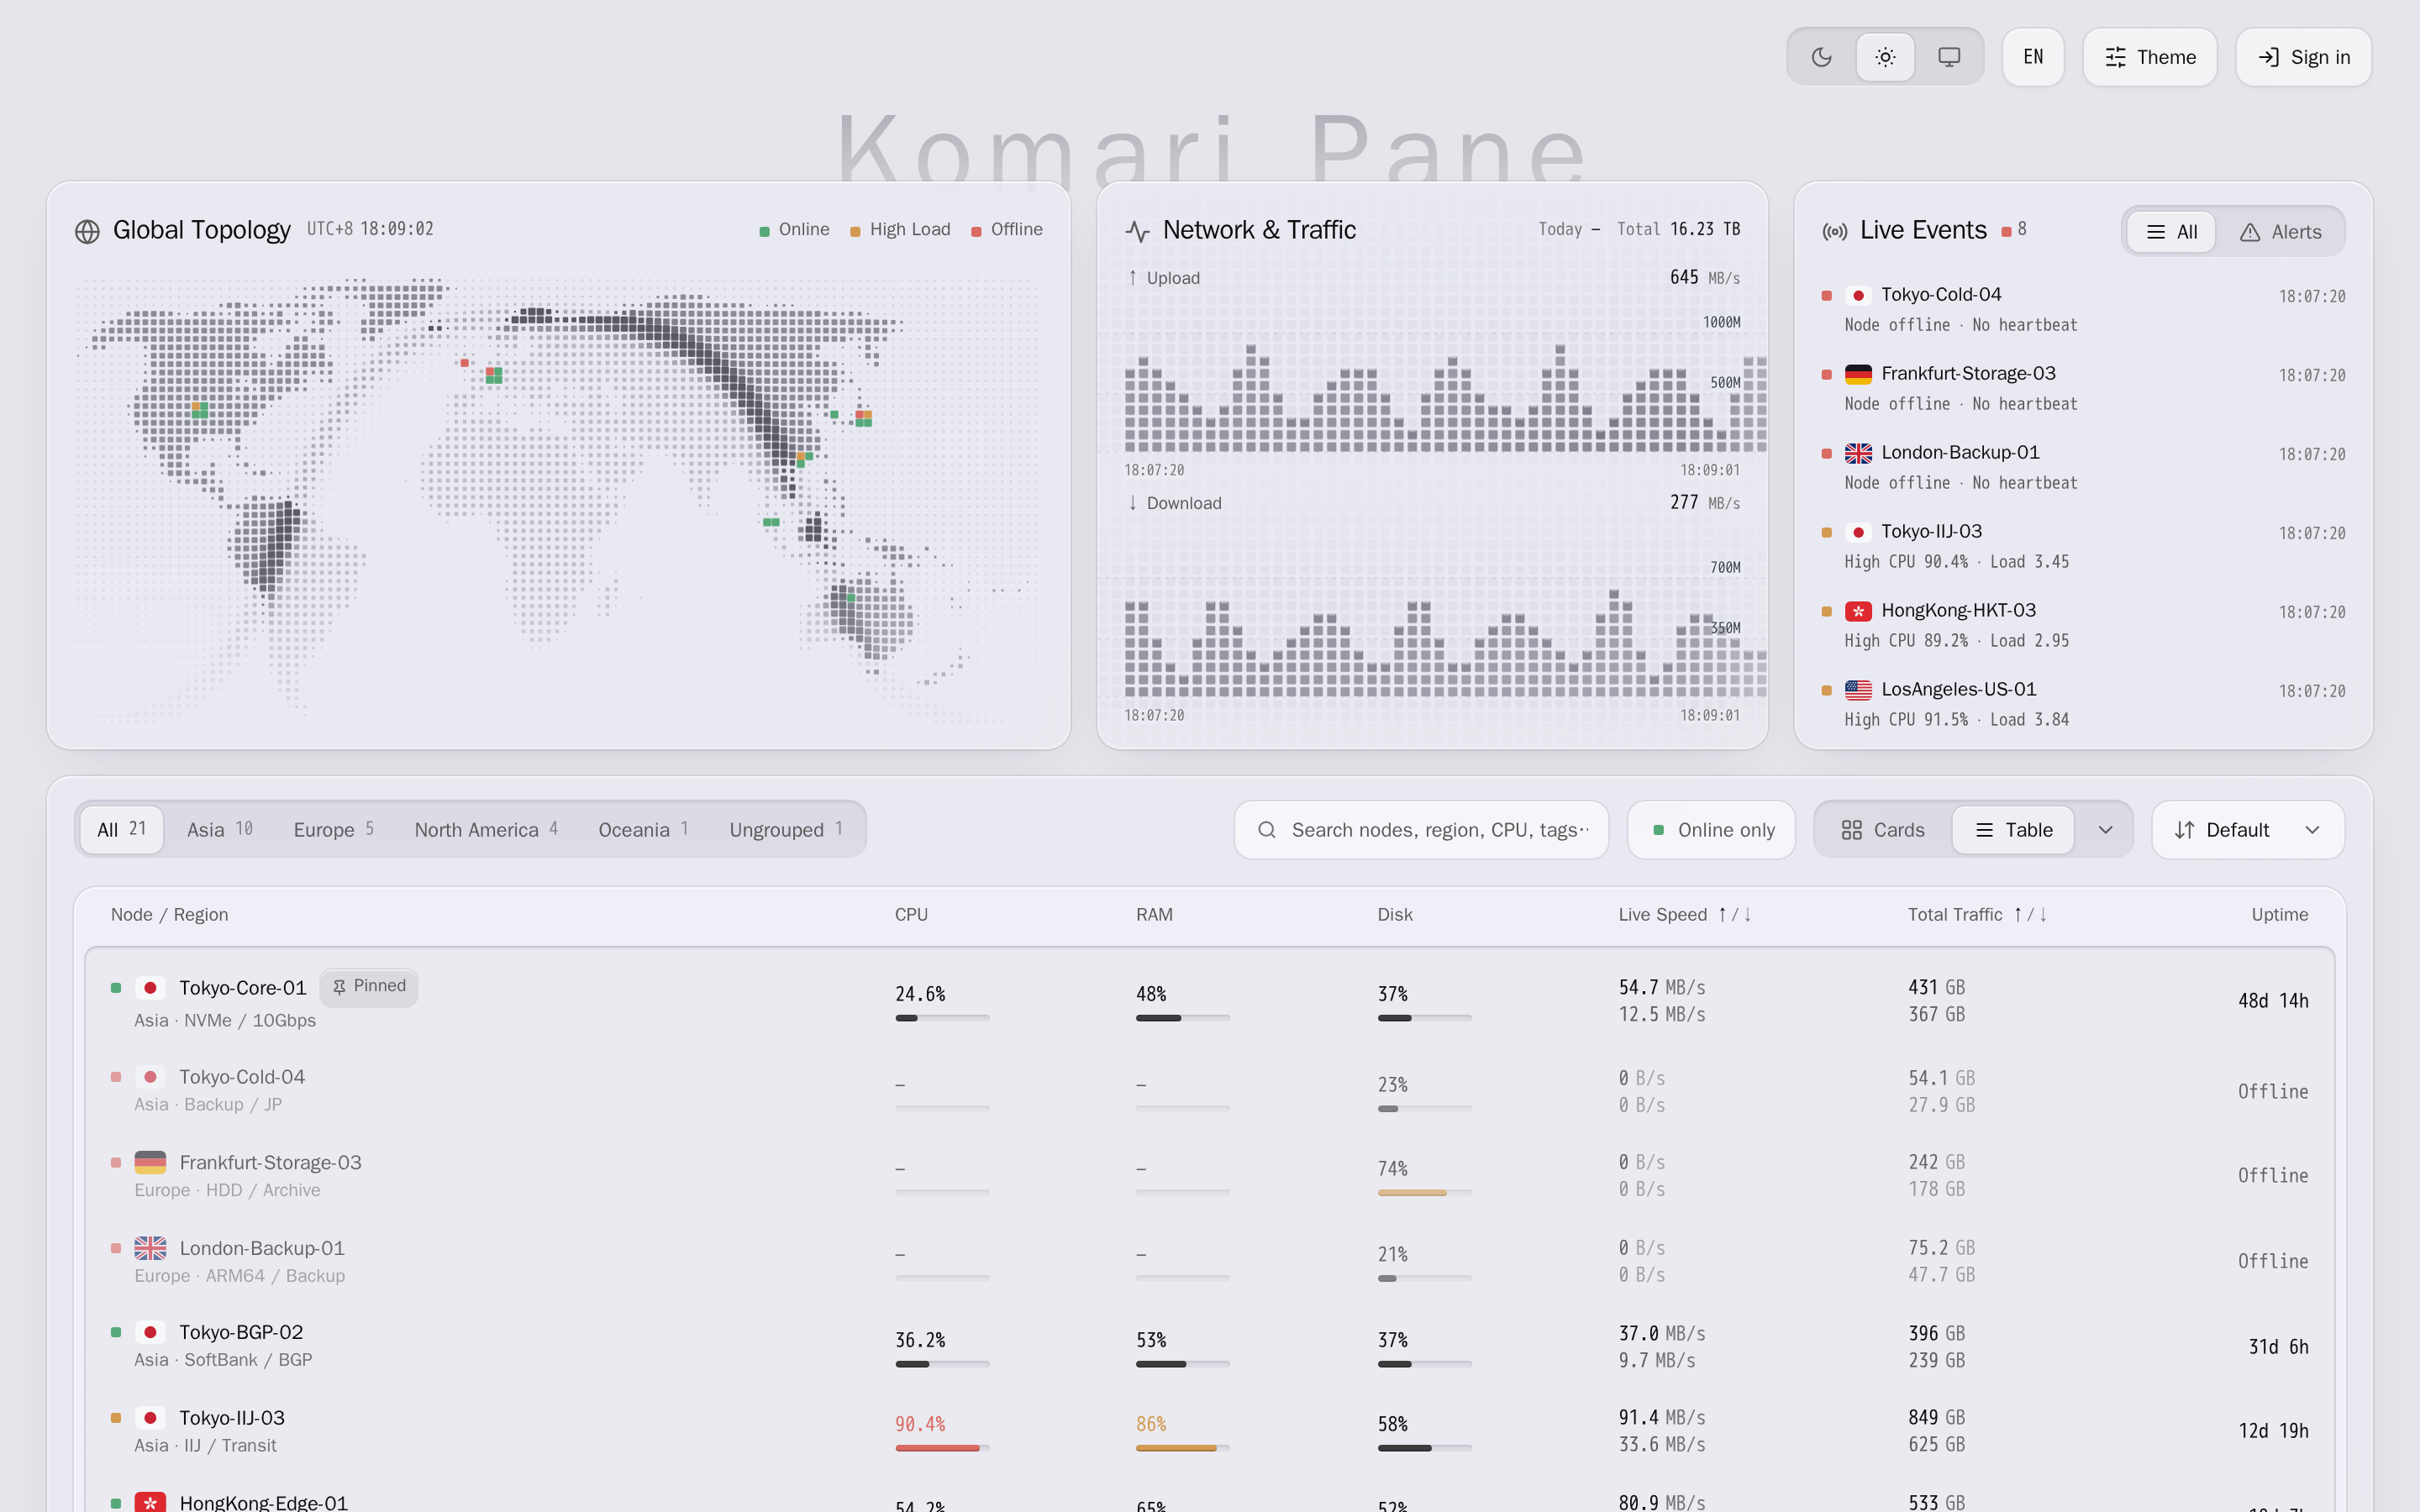 EN
Theme
Sign in
Komari Pane
Global Topology UTC+8 18:09:02
Online High Load Offline
Network & Traffic
Today – Total 16.23 TB
↑ Upload 645 MB/s
1000M
500M
18:07:20 18:09:01
↓ Download 277 MB/s
700M
350M
18:07:20 18:09:01
Live Events 8
All Alerts
Tokyo-Cold-04 18:07:20
Node offline · No heartbeat
Frankfurt-Storage-03 18:07:20
Node offline · No heartbeat
London-Backup-01 18:07:20
Node offline · No heartbeat
Tokyo-IIJ-03 18:07:20
High CPU 90.4% · Load 3.45
HongKong-HKT-03 18:07:20
High CPU 89.2% · Load 2.95
LosAngeles-US-01 18:07:20
High CPU 91.5% · Load 3.84
All 21 Asia 10 Europe 5 North America 4 Oceania 1 Ungrouped 1
Search nodes, region, CPU, tags··
Online only
Cards Table
Default
Node / Region CPU RAM Disk Live Speed ↑/↓ Total Traffic ↑/↓ Uptime
Tokyo-Core-01 Pinned
Asia · NVMe / 10Gbps
24.6% 48% 37%
54.7 MB/s 431 GB
12.5 MB/s 367 GB
48d 14h
Tokyo-Cold-04
Asia · Backup / JP
– – 23%
0 B/s 54.1 GB
0 B/s 27.9 GB
Offline
Frankfurt-Storage-03
Europe · HDD / Archive
– – 74%
0 B/s 242 GB
0 B/s 178 GB
Offline
London-Backup-01
Europe · ARM64 / Backup
– – 21%
0 B/s 75.2 GB
0 B/s 47.7 GB
Offline
Tokyo-BGP-02
Asia · SoftBank / BGP
36.2% 53% 37%
37.0 MB/s 396 GB
9.7 MB/s 239 GB
31d 6h
Tokyo-IIJ-03
Asia · IIJ / Transit
90.4% 86% 58%
91.4 MB/s 849 GB
33.6 MB/s 625 GB
12d 19h
HongKong-Edge-01
54.2% 65% 52%
80.9 MB/s 533 GB